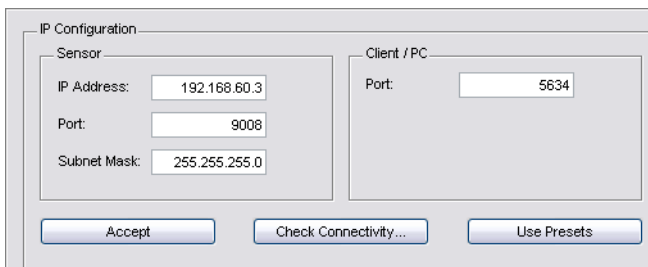 IP Configuration
Sensor
IP Address: 192.168.60.3
Port: 9008
Subnet Mask: 255.255.255.0
Client / PC
Port: 5634
Accept Check Connectivity... Use Presets